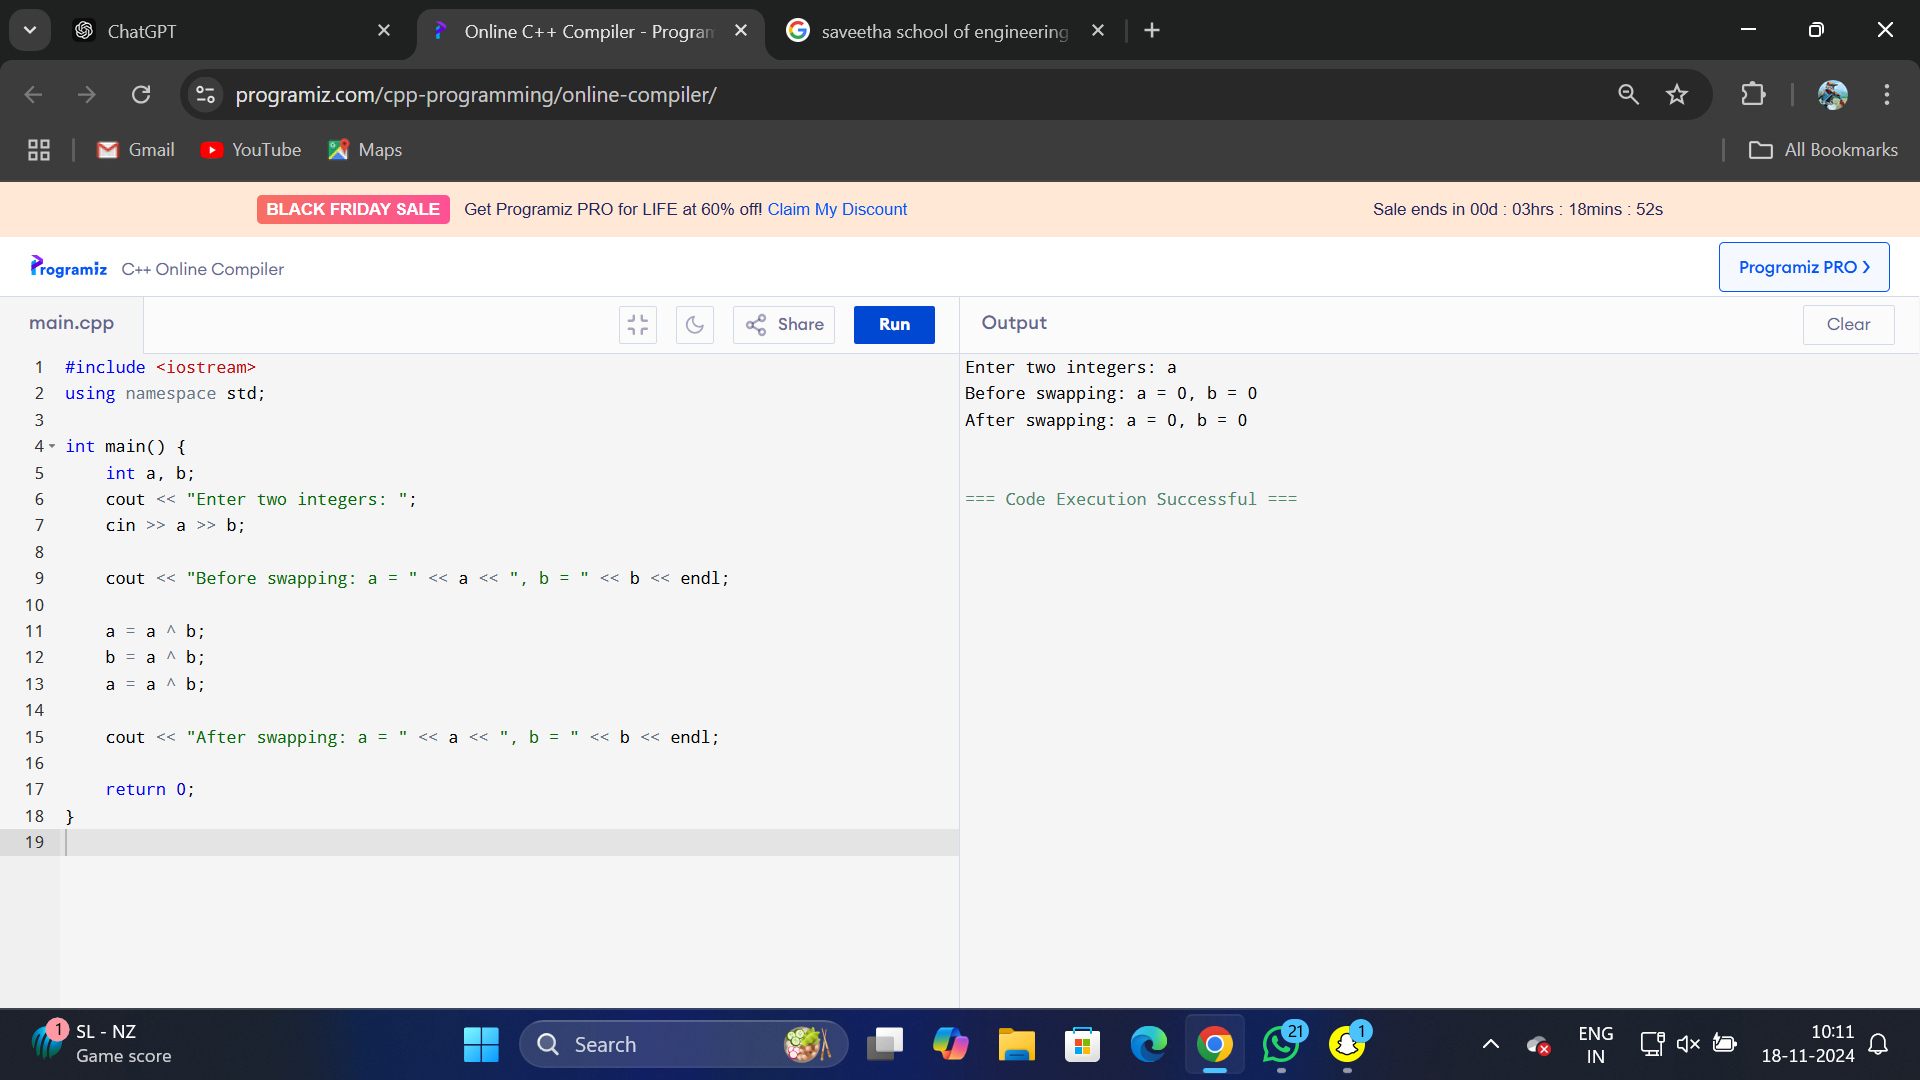 ChatGPT
Online C++ Compiler - Program
saveetha school of engineering
programiz.com/cpp-programming/online-compiler/
Gmail
YouTube
Maps
All Bookmarks
BLACK FRIDAY SALE Get Programiz PRO for LIFE at 60% off! Claim My Discount
Sale ends in 00d : 03hrs : 18mins : 52s
Programiz C++ Online Compiler
Programiz PRO ❯
main.cpp
Share
Run
Output
Clear
1 #include <iostream>
2 using namespace std;
3
4 int main() {
5 int a, b;
6 cout << "Enter two integers: ";
7 cin >> a >> b;
8
9 cout << "Before swapping: a = " << a << ", b = " << b << endl;
10
11 a = a ^ b;
12 b = a ^ b;
13 a = a ^ b;
14
15 cout << "After swapping: a = " << a << ", b = " << b << endl;
16
17 return 0;
18 }
19
Enter two integers: a
Before swapping: a = 0, b = 0
After swapping: a = 0, b = 0
=== Code Execution Successful ===
1
SL - NZ
Game score
Search
21
1
ENG
IN
10:11
18-11-2024